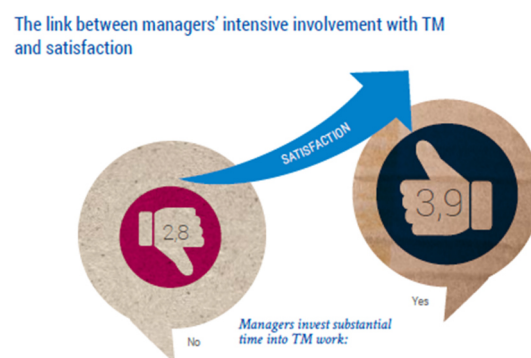 The link between managers’ intensive involvement with TM
and satisfaction
SATISFACTION
2,8
3,9
No
Managers invest substantial
time into TM work:
Yes